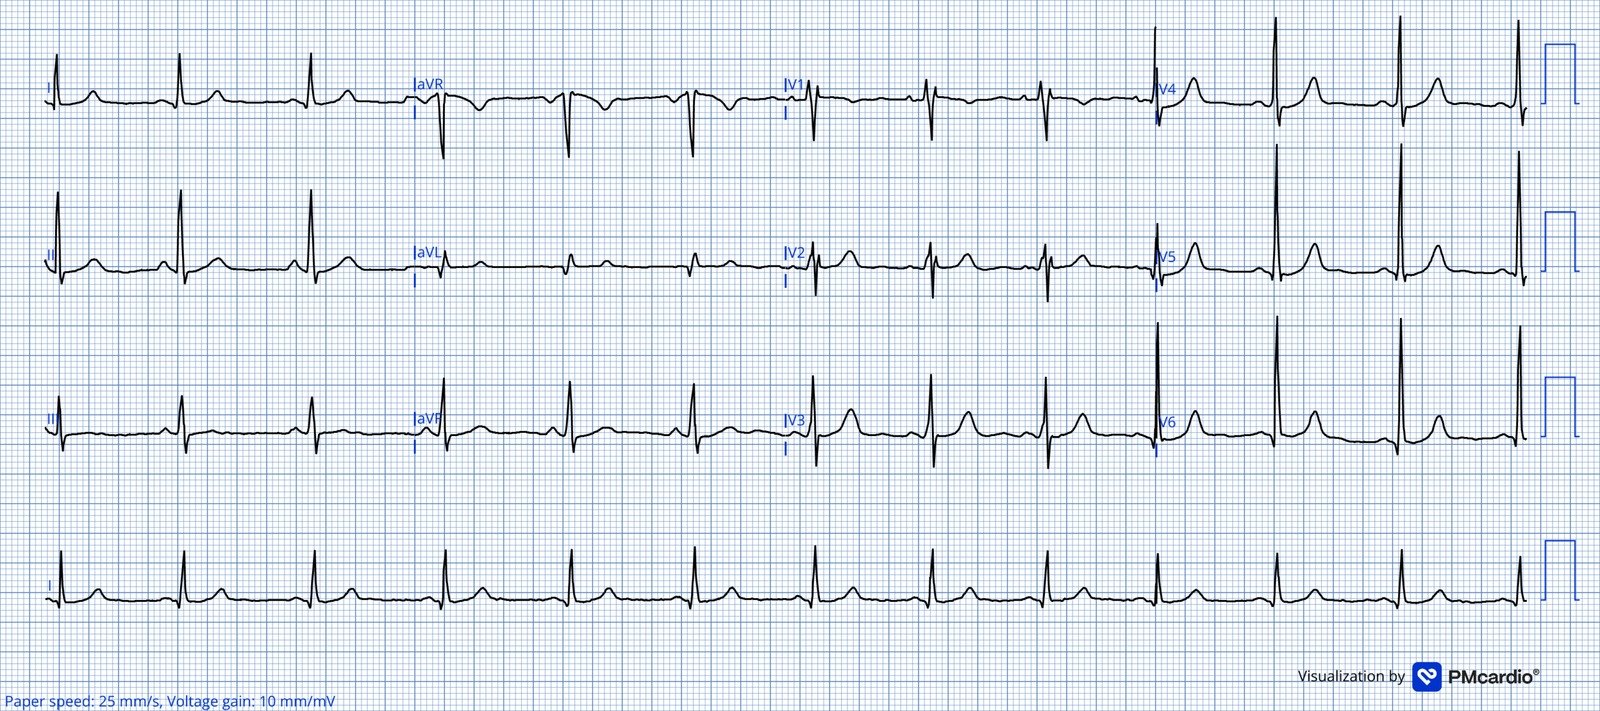 I
aVR
V1
V4
II
aVL
V2
V5
III
aVF
V3
V6
I
Visualization by PMcardio®
Paper speed: 25 mm/s, Voltage gain: 10 mm/mV